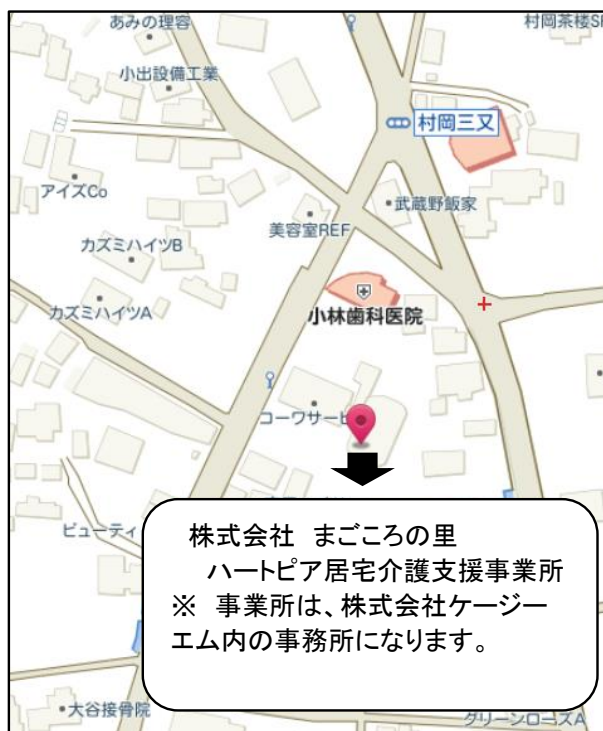 あみの理容
村岡茶楼S
小出設備工業
村岡三又
アイズCo
武蔵野飯家
美容室REF
カズミハイツB
カズミハイツA
小林歯科医院
コーワサービ
ビューティ
株式会社 まごころの里
ハートピア居宅介護支援事業所
※ 事業所は、株式会社ケージー
エム内の事務所になります。
大谷接骨院
グリーンローズA